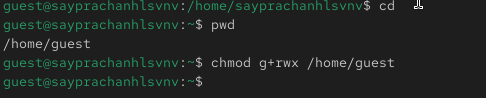 guest@sayprachanhlsvnv:/home/sayprachanhlsvnv$ cd
guest@sayprachanhlsvnv:~$ pwd
/home/guest
guest@sayprachanhlsvnv:~$ chmod g+rwx /home/guest
guest@sayprachanhlsvnv:~$